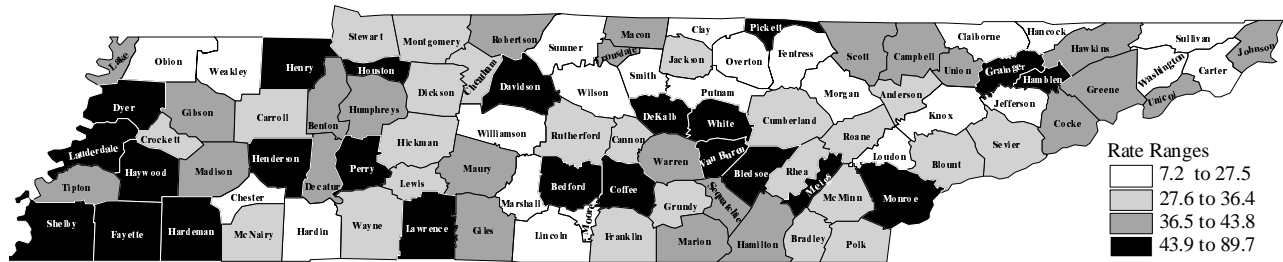 Stewart
Montgomery
Robertson
Sumner
Macon
Trousdale
Clay
Pickett
Claiborne
Hancock
Sullivan
Johnson
Lake
Obion
Weakley
Henry
Houston
Cheatham
Davidson
Wilson
Smith
Jackson
Overton
Fentress
Scott
Campbell
Union
Grainger
Hamblen
Hawkins
Washington
Carter
Unicoi
Greene
Dyer
Gibson
Carroll
Benton
Humphreys
Dickson
Putnam
Morgan
Anderson
Knox
Jefferson
Cocke
Crockett
Hickman
Williamson
Rutherford
Cannon
DeKalb
White
Cumberland
Roane
Loudon
Blount
Sevier
Lauderdale
Haywood
Madison
Henderson
Decatur
Perry
Lewis
Maury
Bedford
Coffee
Warren
Van Buren
Bledsoe
Rhea
Meigs
McMinn
Monroe
Tipton
Chester
Marshall
Moore
Grundy
Sequatchie
Shelby
Fayette
Hardeman
McNairy
Hardin
Wayne
Lawrence
Giles
Lincoln
Franklin
Marion
Hamilton
Bradley
Polk
Rate Ranges
7.2 to 27.5
27.6 to 36.4
36.5 to 43.8
43.9 to 89.7